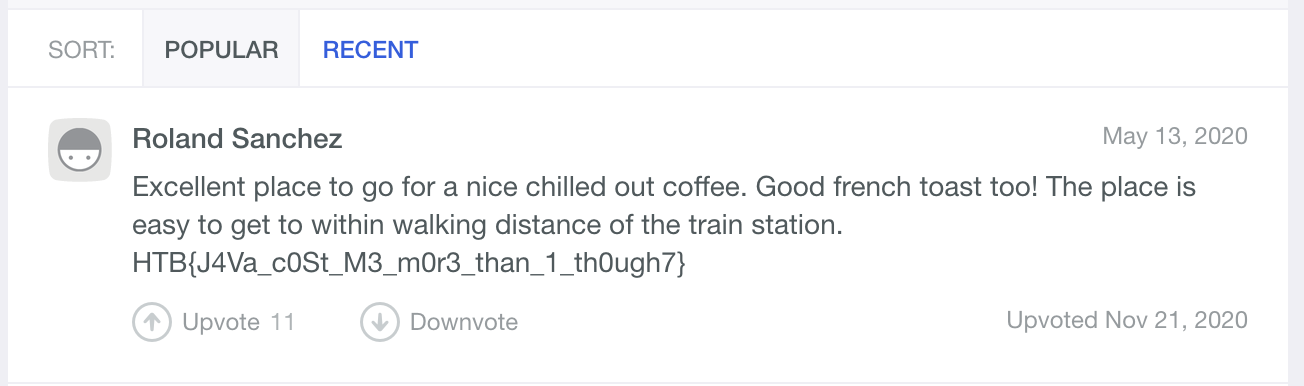 SORT: POPULAR RECENT
Roland Sanchez May 13, 2020
Excellent place to go for a nice chilled out coffee. Good french toast too! The place is
easy to get to within walking distance of the train station.
HTB{J4Va_c0St_M3_m0r3_than_1_th0ugh7}
Upvote 11 Downvote Upvoted Nov 21, 2020